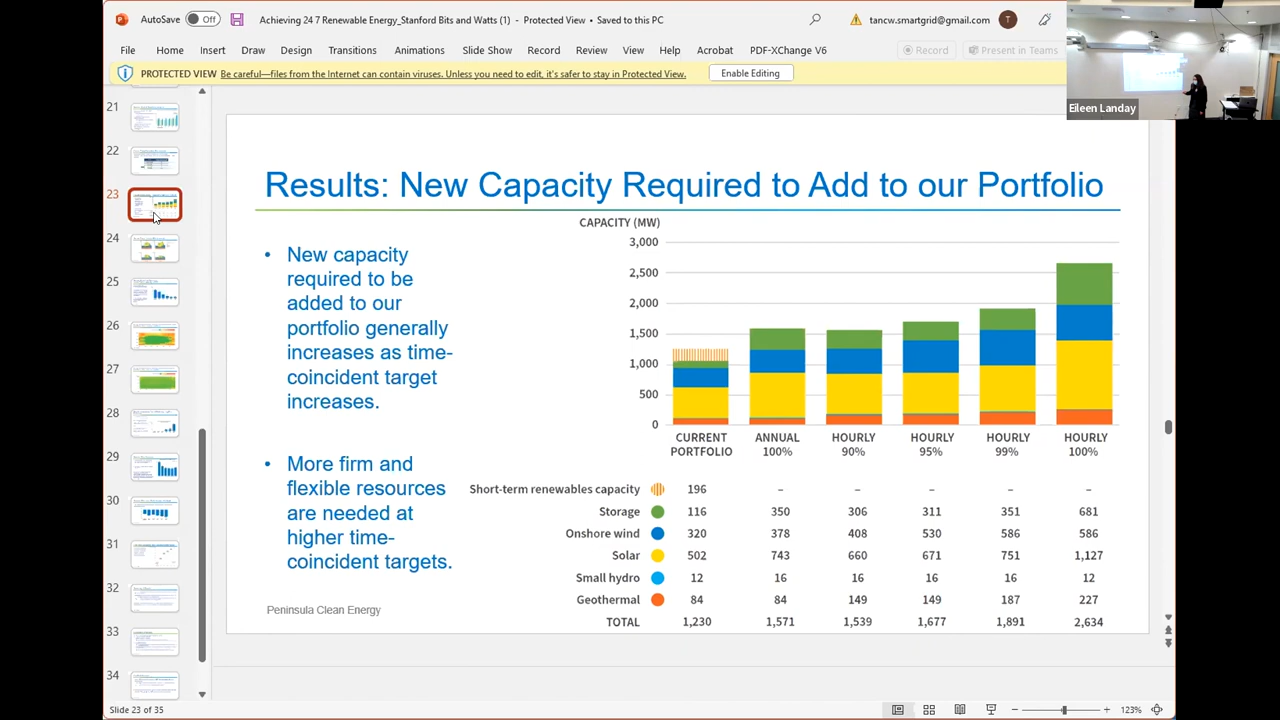 AutoSave Off Achieving 24 7 Renewable Energy_Stanford Bits and Watts (1) - Protected View • Saved to this PC tancw.smartgrid@gmail.com T
File Home Insert Draw Design Transitions Animations Slide Show Record Review View Help Acrobat PDF-XChange V6 Record Present in Teams
PROTECTED VIEW Be careful—files from the Internet can contain viruses. Unless you need to edit, it's safer to stay in Protected View. Enable Editing
Eileen Landay
21
22
23
24
25
26
27
28
29
30
31
32
33
34
Results: New Capacity Required to Add to our Portfolio
• New capacity
required to be
added to our
portfolio generally
increases as time-
coincident target
increases.
• More firm and
flexible resources
are needed at
higher time-
coincident targets.
Peninsula Clean Energy
CAPACITY (MW)
3,000
2,500
2,000
1,500
1,000
500
0
CURRENT PORTFOLIO ANNUAL 100% HOURLY 90% HOURLY 95% HOURLY 99% HOURLY 100%
Short-term renewables capacity 196 – – – – –
Storage 116 350 306 311 351 681
Onshore wind 320 378 408 530 586 586
Solar 502 743 660 671 751 1,127
Small hydro 12 16 16 16 16 12
Geothermal 84 84 149 149 187 227
TOTAL 1,230 1,571 1,539 1,677 1,891 2,634
Slide 23 of 35 123%